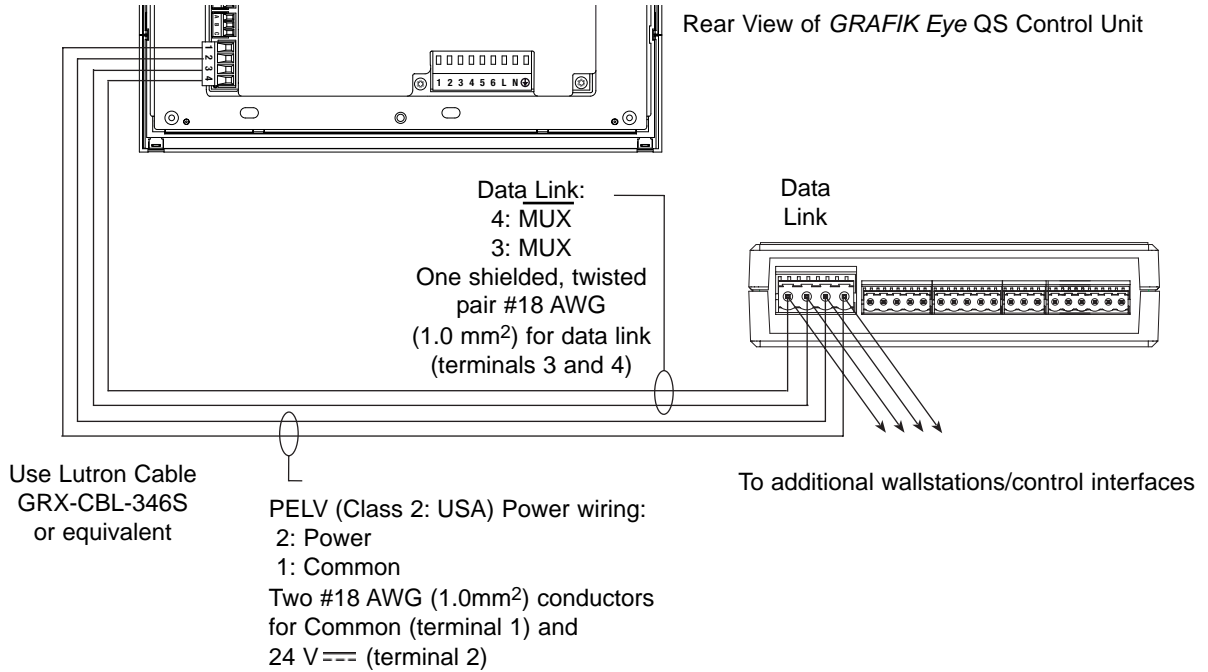 Rear View of GRAFIK Eye QS Control Unit
1
2
3
4
1 2 3 4 5 6 L N
Data Link:
4: MUX
3: MUX
One shielded, twisted
pair #18 AWG
(1.0 mm²) for data link
(terminals 3 and 4)
Data
Link
To additional wallstations/control interfaces
Use Lutron Cable
GRX-CBL-346S
or equivalent
PELV (Class 2: USA) Power wiring:
2: Power
1: Common
Two #18 AWG (1.0mm²) conductors
for Common (terminal 1) and
24 V (terminal 2)